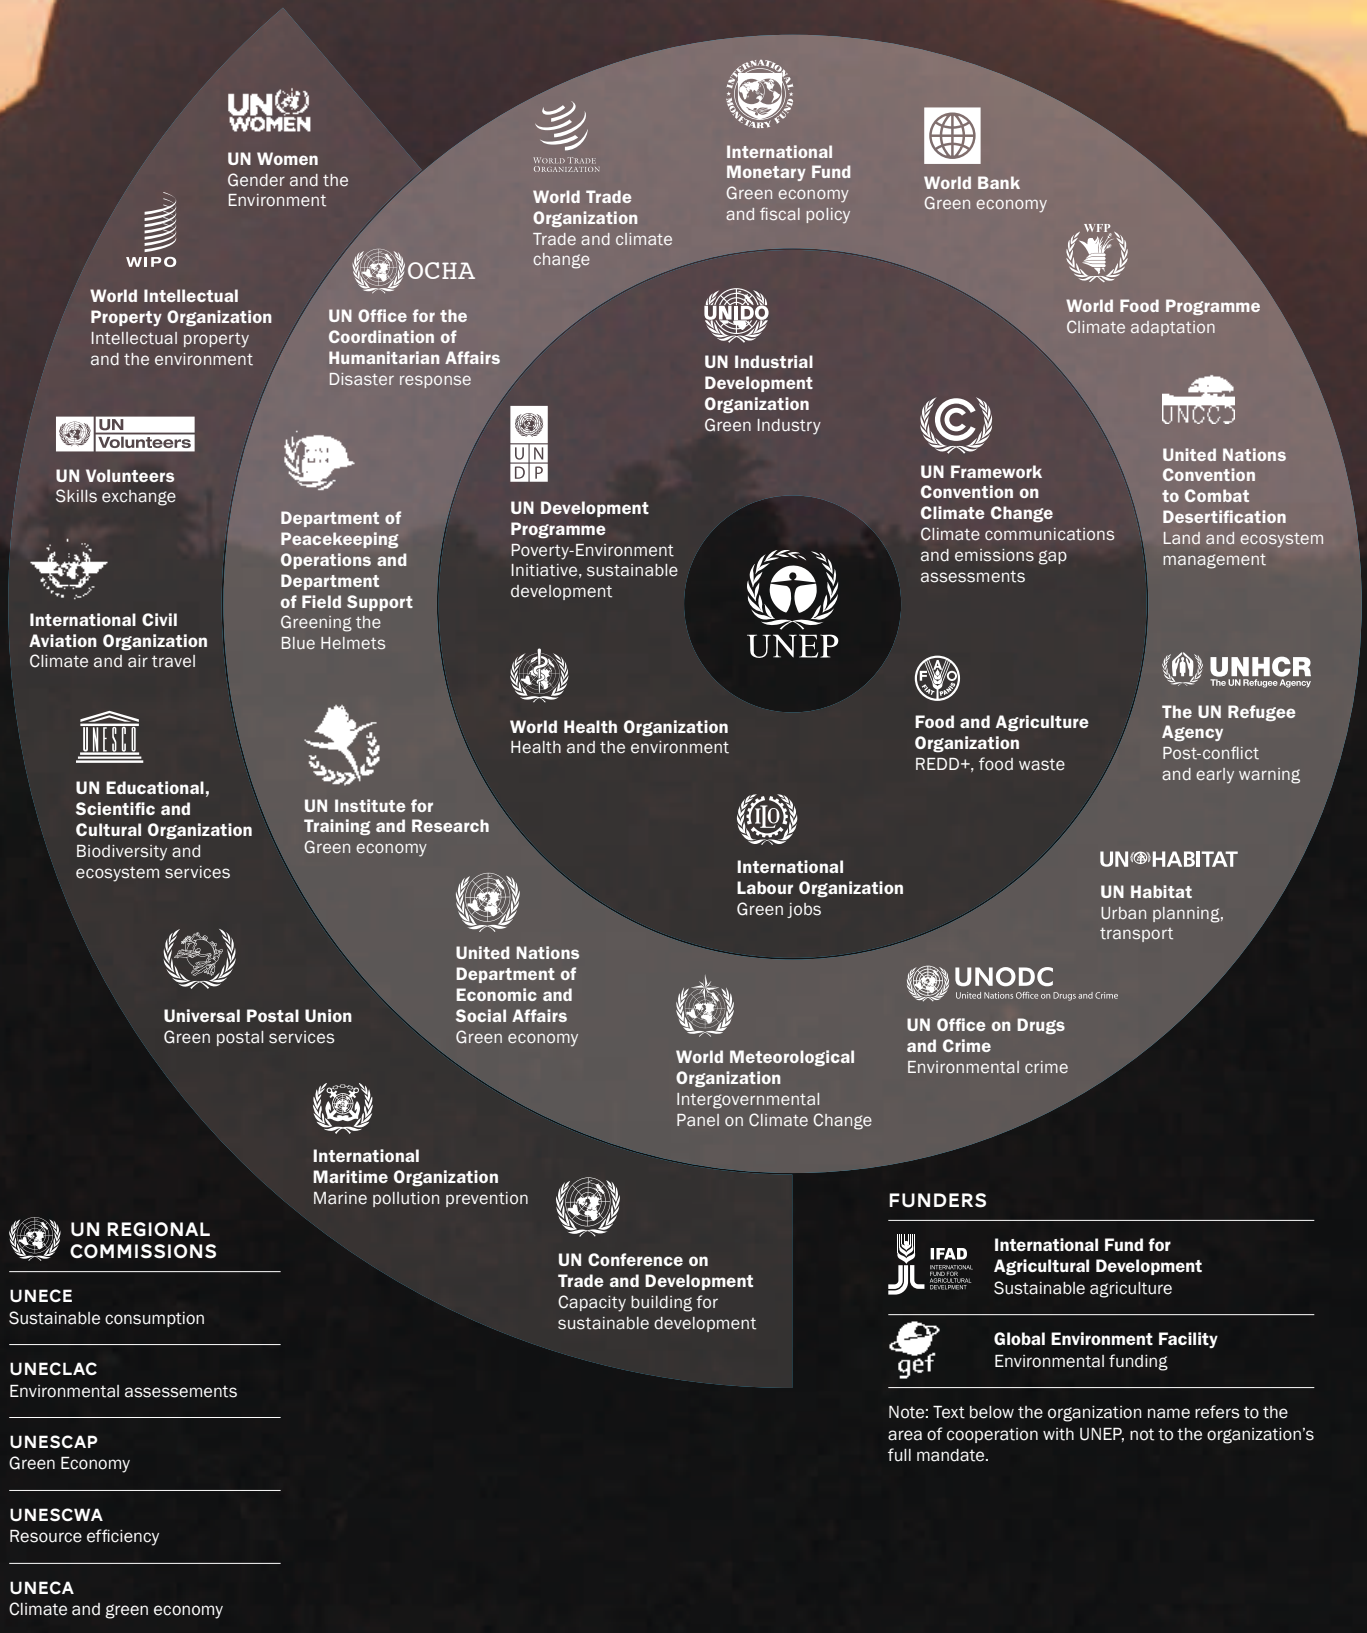 UN
WOMEN
UN Women
Gender and the
Environment
WIPO
World Intellectual
Property Organization
Intellectual property
and the environment
UN
Volunteers
UN Volunteers
Skills exchange
International Civil
Aviation Organization
Climate and air travel
UNESCO
UN Educational,
Scientific and
Cultural Organization
Biodiversity and
ecosystem services
Universal Postal Union
Green postal services
International
Maritime Organization
Marine pollution prevention
UN Conference on
Trade and Development
Capacity building for
sustainable development
OCHA
UN Office for the
Coordination of
Humanitarian Affairs
Disaster response
Department of
Peacekeeping
Operations and
Department
of Field Support
Greening the
Blue Helmets
UN Institute for
Training and Research
Green economy
United Nations
Department of
Economic and
Social Affairs
Green economy
World Meteorological
Organization
Intergovernmental
Panel on Climate Change
UNODC
United Nations Office on Drugs and Crime
UN Office on Drugs
and Crime
Environmental crime
UN HABITAT
UN Habitat
Urban planning,
transport
UNHCR
The UN Refugee Agency
The UN Refugee
Agency
Post-conflict
and early warning
UNCCD
United Nations
Convention
to Combat
Desertification
Land and ecosystem
management
WFP
World Food Programme
Climate adaptation
World Bank
Green economy
INTERNATIONAL MONETARY FUND
International
Monetary Fund
Green economy
and fiscal policy
WORLD TRADE
ORGANIZATION
World Trade
Organization
Trade and climate
change
UNIDO
UN Industrial
Development
Organization
Green Industry
UN Framework
Convention on
Climate Change
Climate communications
and emissions gap
assessments
FAO
FIAT PANIS
Food and Agriculture
Organization
REDD+, food waste
ILO
International
Labour Organization
Green jobs
World Health Organization
Health and the environment
UN
DP
UN Development
Programme
Poverty-Environment
Initiative, sustainable
development
UNEP
UN REGIONAL
COMMISSIONS
UNECE
Sustainable consumption
UNECLAC
Environmental assessements
UNESCAP
Green Economy
UNESCWA
Resource efficiency
UNECA
Climate and green economy
FUNDERS
IFAD
INTERNATIONAL
FUND FOR
AGRICULTURAL
DEVELPMENT
International Fund for
Agricultural Development
Sustainable agriculture
gef
Global Environment Facility
Environmental funding
Note: Text below the organization name refers to the
area of cooperation with UNEP, not to the organization's
full mandate.